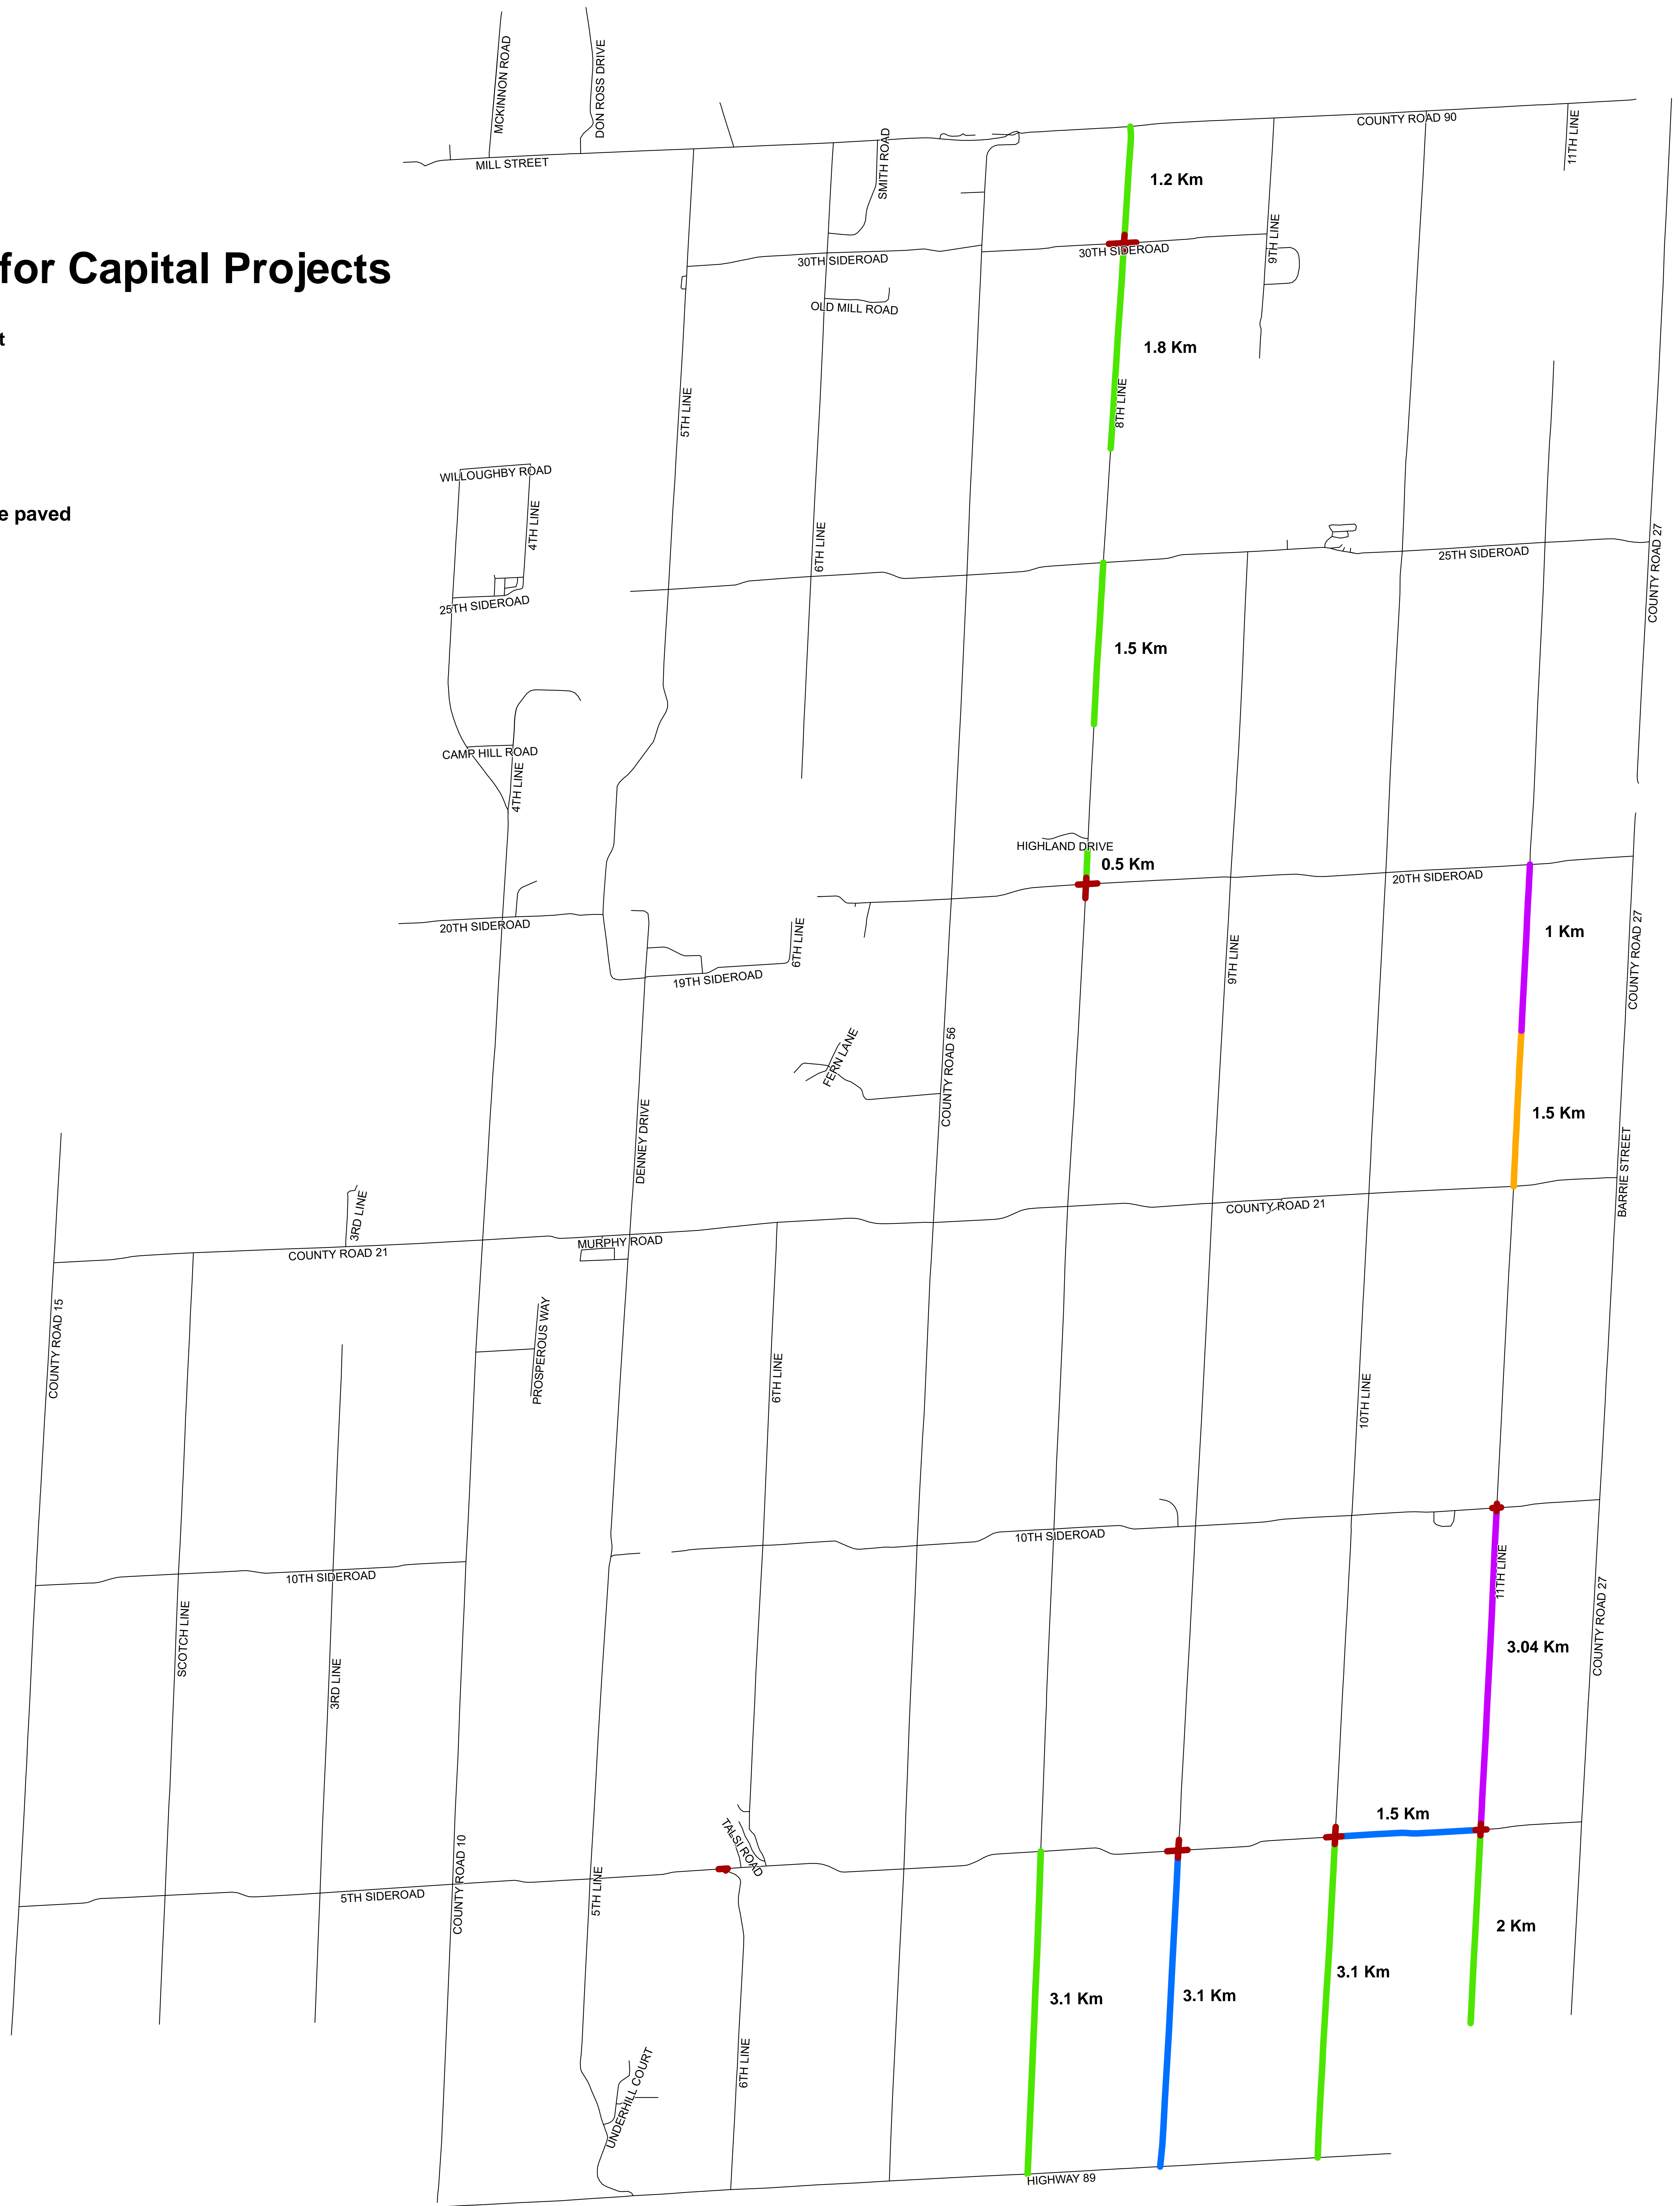 MCKINNON ROAD
DON ROSS DRIVE
COUNTY ROAD 90
11TH LINE
MILL STREET
SMITH ROAD
1.2 Km
9TH LINE
30TH SIDEROAD
30TH SIDEROAD
for Capital Projects
OLD MILL ROAD
t
1.8 Km
5TH LINE
8TH LINE
WILLOUGHBY ROAD
e paved
4TH LINE
6TH LINE
25TH SIDEROAD
COUNTY ROAD 27
25TH SIDEROAD
1.5 Km
CAMP HILL ROAD
4TH LINE
HIGHLAND DRIVE
0.5 Km
20TH SIDEROAD
20TH SIDEROAD
1 Km
6TH LINE
9TH LINE
COUNTY ROAD 27
19TH SIDEROAD
FERN LANE
COUNTY ROAD 56
1.5 Km
DENNEY DRIVE
BARRIE STREET
3RD LINE
COUNTY ROAD 21
MURPHY ROAD
COUNTY ROAD 21
COUNTY ROAD 15
PROSPEROUS WAY
6TH LINE
10TH LINE
10TH SIDEROAD
10TH SIDEROAD
11TH LINE
SCOTCH LINE
3RD LINE
COUNTY ROAD 27
3.04 Km
1.5 Km
TALSI ROAD
COUNTY ROAD 10
5TH SIDEROAD
5TH LINE
2 Km
3.1 Km
3.1 Km
3.1 Km
6TH LINE
UNDERHILL COURT
HIGHWAY 89